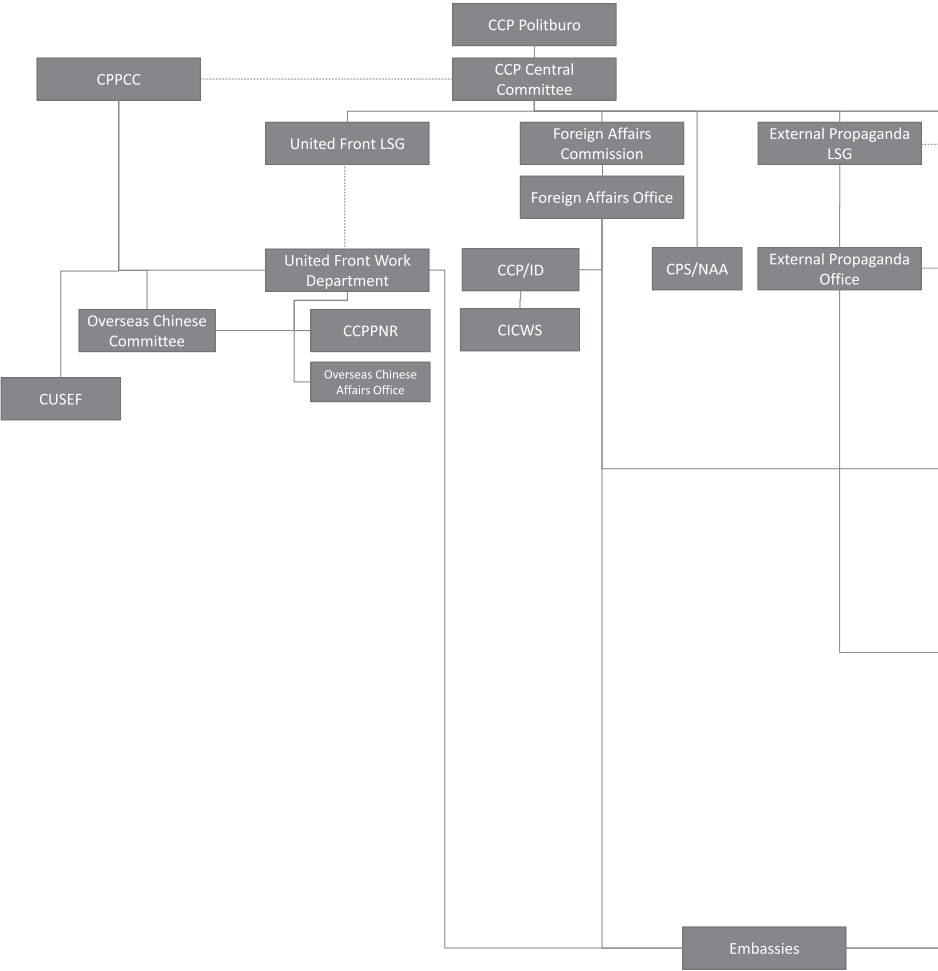 CCP Politburo
CPPCC
CCP Central
Committee
United Front LSG
Foreign Affairs
Commission
External Propaganda
LSG
Foreign Affairs Office
United Front Work
Department
CCP/ID
CPS/NAA
External Propaganda
Office
Overseas Chinese
Committee
CCPPNR
CICWS
Overseas Chinese
Affairs Office
CUSEF
Embassies